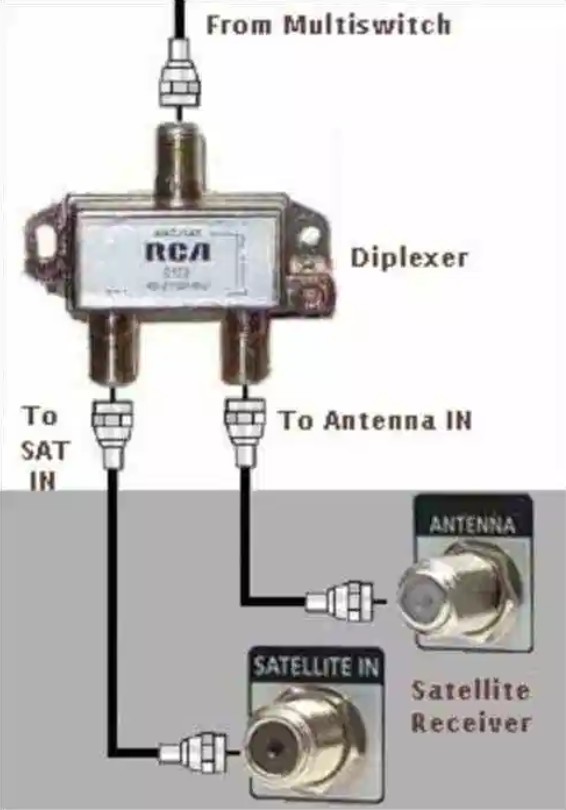 From Multiswitch
RCA
Diplexer
To
SAT
IN
To Antenna IN
ANTENNA
SATELLITE IN
Satellite
Receiver